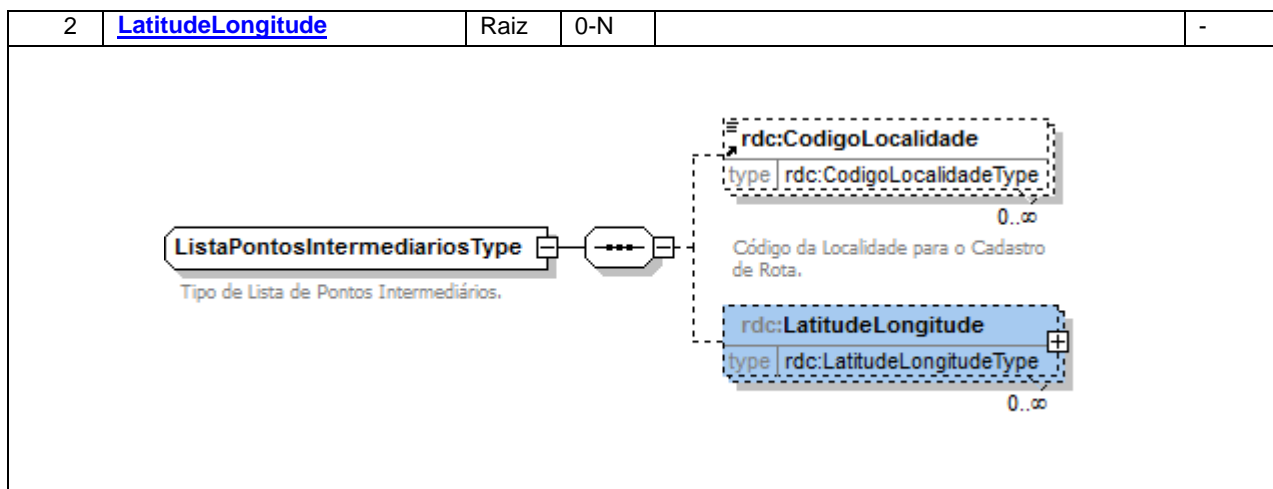 2 LatitudeLongitude Raiz 0-N -
rdc:CodigoLocalidade
type rdc:CodigoLocalidadeType
0..∞
Código da Localidade para o Cadastro
de Rota.
ListaPontosIntermediariosType
Tipo de Lista de Pontos Intermediários.
rdc:LatitudeLongitude
type rdc:LatitudeLongitudeType
0..∞